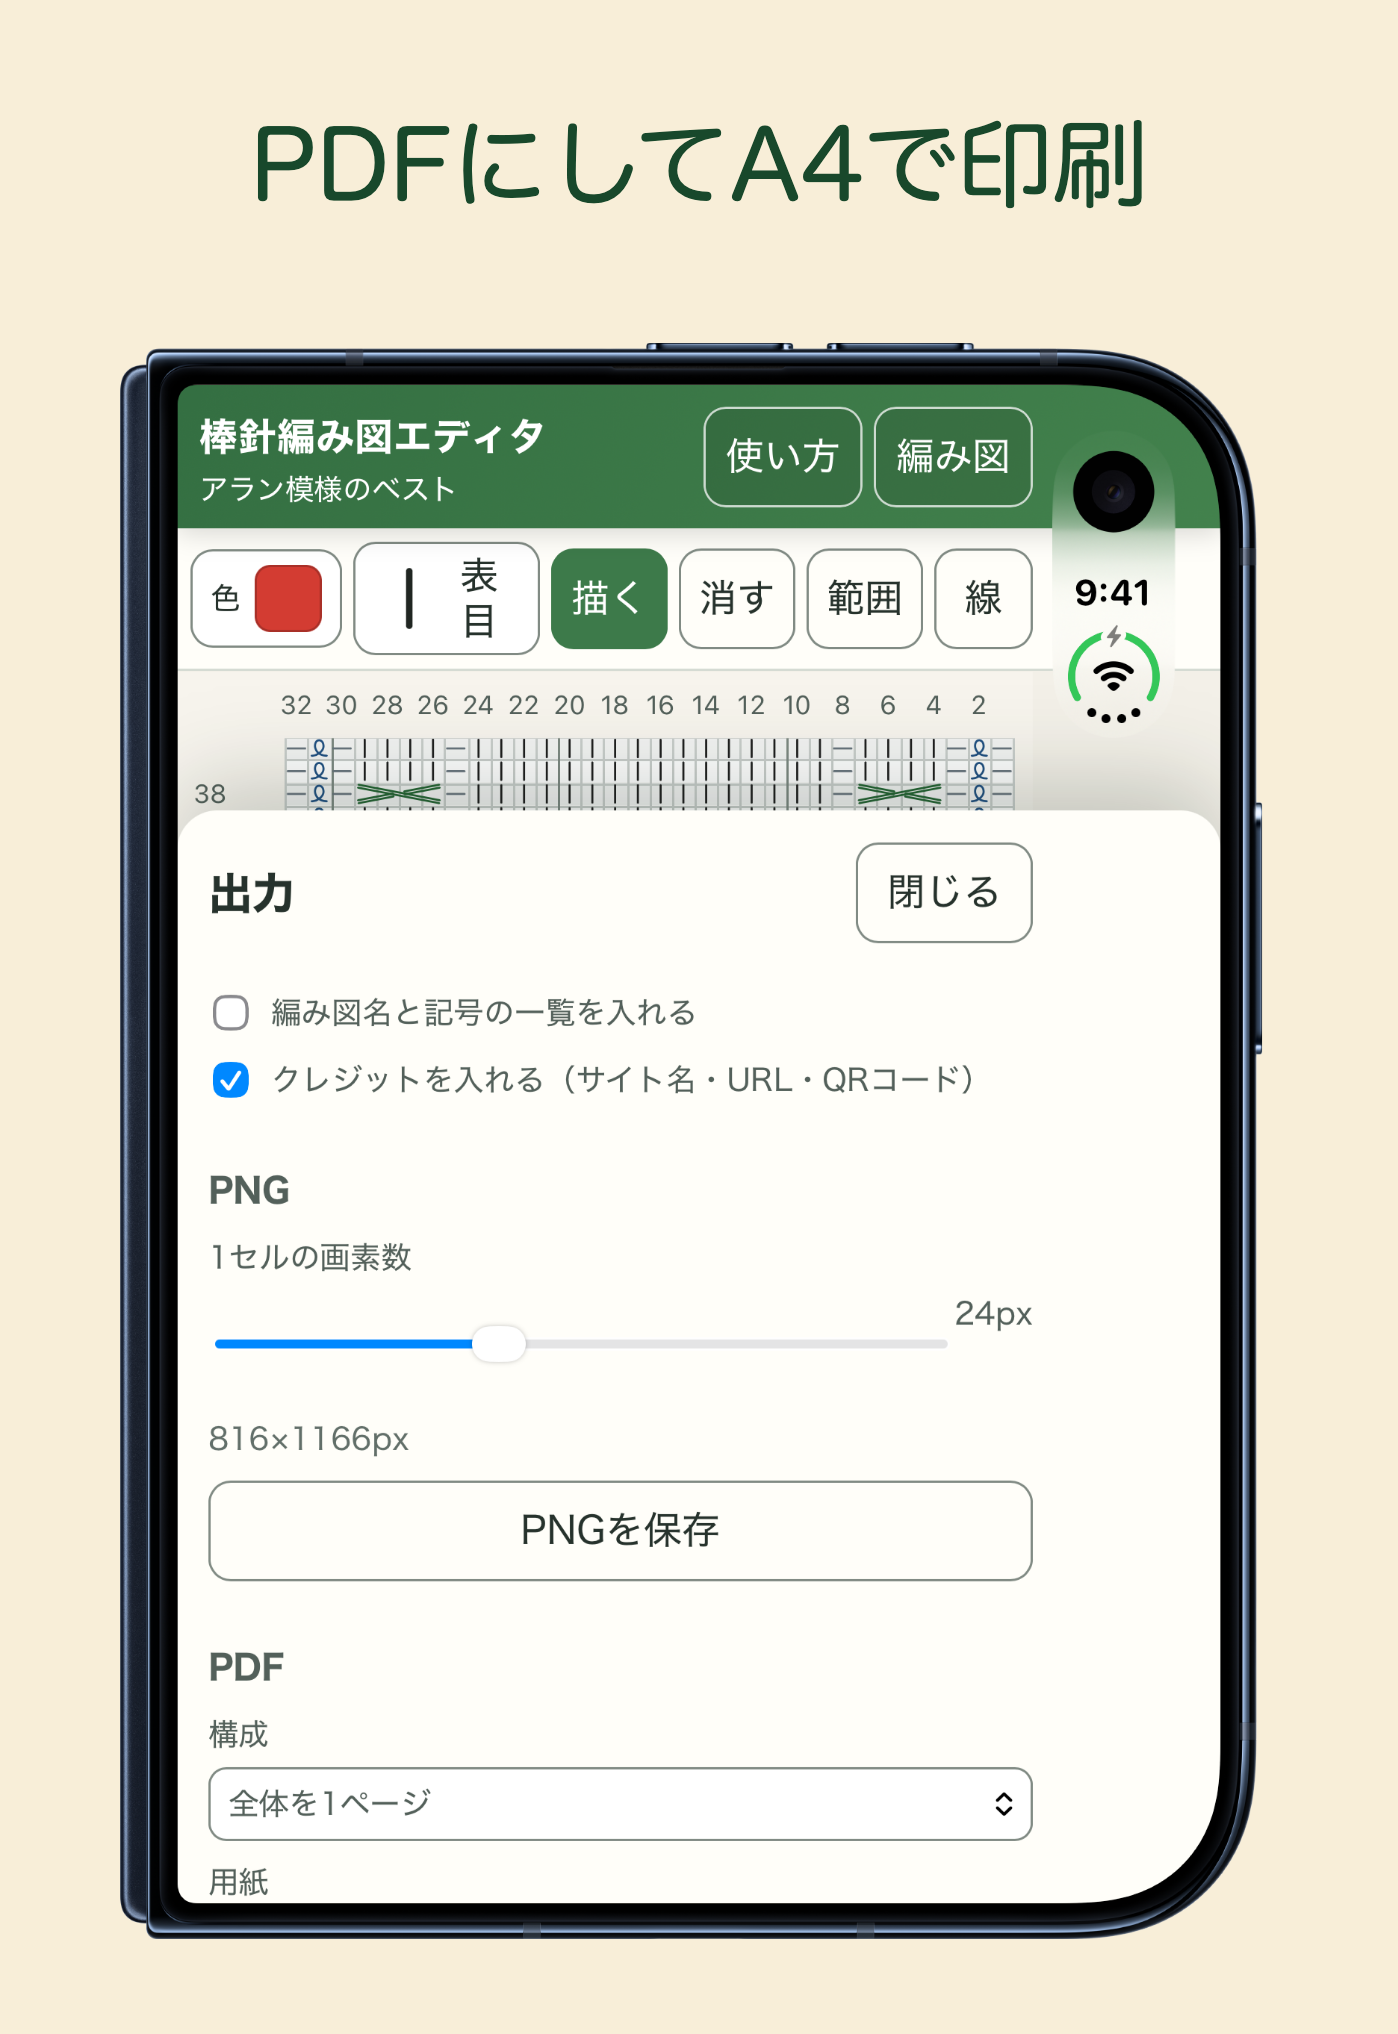 PDFにしてA4で印刷
棒針編み図エディタ
アラン模様のベスト
使い方
編み図
9:41
色
表目
描く
消す
範囲
線
32 30 28 26 24 22 20 18 16 14 12 10 8 6 4 2
38
出力
閉じる
編み図名と記号の一覧を入れる
クレジットを入れる（サイト名・URL・QRコード）
PNG
1セルの画素数
24px
816×1166px
PNGを保存
PDF
構成
全体を1ページ
用紙